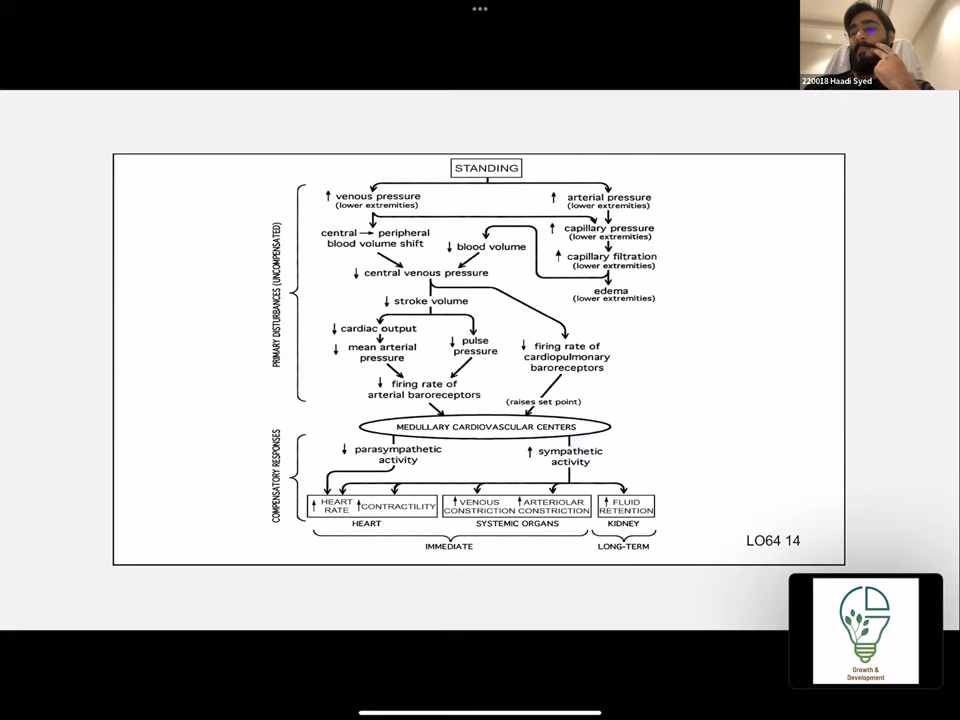 220018 Haadi Syed
STANDING
↑ venous pressure
(lower extremities)
↑ arterial pressure
(lower extremities)
central → peripheral
blood volume shift
↓ blood volume
↑ capillary pressure
(lower extremities)
↑ capillary filtration
(lower extremities)
↓ central venous pressure
edema
(lower extremities)
↓ stroke volume
↓ cardiac output
↓ mean arterial
pressure
↓ pulse
pressure
↓ firing rate of
cardiopulmonary
baroreceptors
↓ firing rate of
arterial baroreceptors
(raises set point)
PRIMARY DISTURBANCES (UNCOMPENSATED)
MEDULLARY CARDIOVASCULAR CENTERS
↓ parasympathetic
activity
↑ sympathetic
activity
COMPENSATORY RESPONSES
↑ HEART
RATE
↑ CONTRACTILITY
↑ VENOUS
CONSTRICTION
↑ ARTERIOLAR
CONSTRICTION
↑ FLUID
RETENTION
HEART
SYSTEMIC ORGANS
KIDNEY
IMMEDIATE
LONG-TERM
LO64 14
Growth &
Development